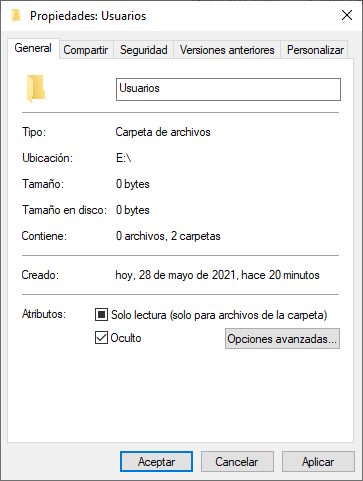 Propiedades: Usuarios
General Compartir Seguridad Versiones anteriores Personalizar
Usuarios
Tipo: Carpeta de archivos
Ubicación: E:\
Tamaño: 0 bytes
Tamaño en disco: 0 bytes
Contiene: 0 archivos, 2 carpetas
Creado: hoy, 28 de mayo de 2021, hace 20 minutos
Atributos: Solo lectura (solo para archivos de la carpeta)
Oculto Opciones avanzadas...
Aceptar Cancelar Aplicar